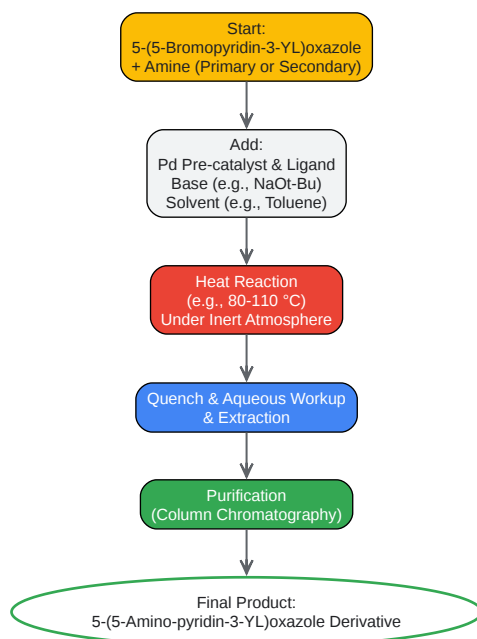 Start:
5-(5-Bromopyridin-3-YL)oxazole
+ Amine (Primary or Secondary)
Add:
Pd Pre-catalyst & Ligand
Base (e.g., NaOt-Bu)
Solvent (e.g., Toluene)
Heat Reaction
(e.g., 80-110 °C)
Under Inert Atmosphere
Quench & Aqueous Workup
& Extraction
Purification
(Column Chromatography)
Final Product:
5-(5-Amino-pyridin-3-YL)oxazole Derivative